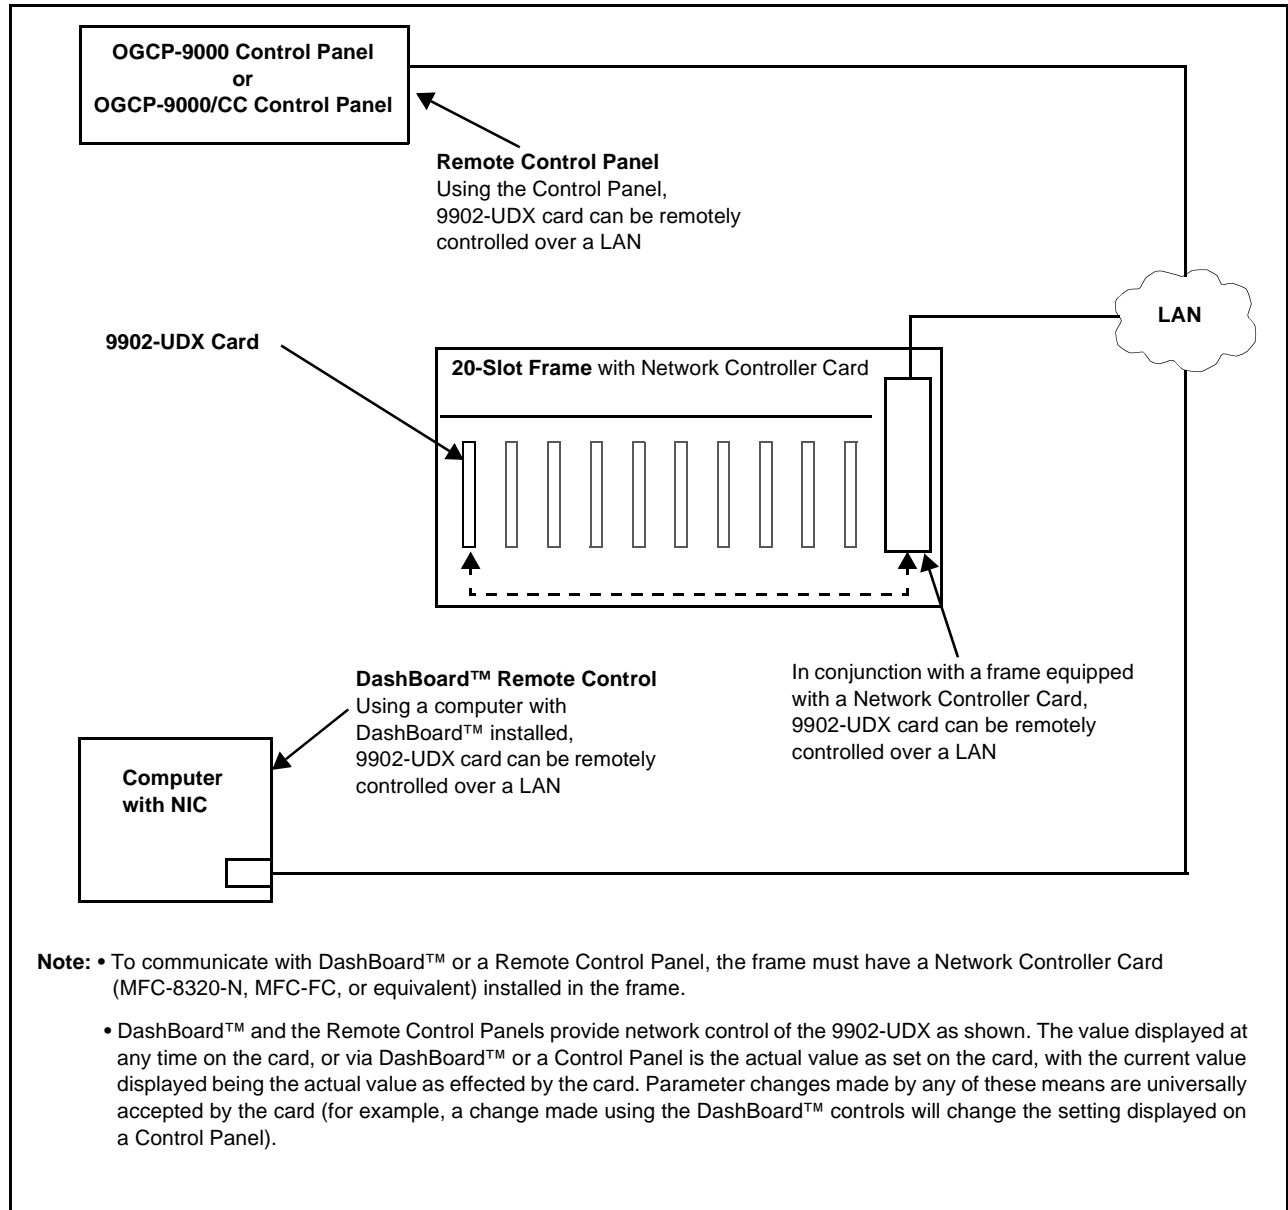 OGCP-9000 Control Panel
or
OGCP-9000/CC Control Panel
Remote Control Panel
Using the Control Panel,
9902-UDX card can be remotely
controlled over a LAN
LAN
9902-UDX Card
20-Slot Frame with Network Controller Card
DashBoard™ Remote Control
Using a computer with
DashBoard™ installed,
9902-UDX card can be remotely
controlled over a LAN
In conjunction with a frame equipped
with a Network Controller Card,
9902-UDX card can be remotely
controlled over a LAN
Computer
with NIC
Note: • To communicate with DashBoard™ or a Remote Control Panel, the frame must have a Network Controller Card
(MFC-8320-N, MFC-FC, or equivalent) installed in the frame.
• DashBoard™ and the Remote Control Panels provide network control of the 9902-UDX as shown. The value displayed at
any time on the card, or via DashBoard™ or a Control Panel is the actual value as set on the card, with the current value
displayed being the actual value as effected by the card. Parameter changes made by any of these means are universally
accepted by the card (for example, a change made using the DashBoard™ controls will change the setting displayed on
a Control Panel).